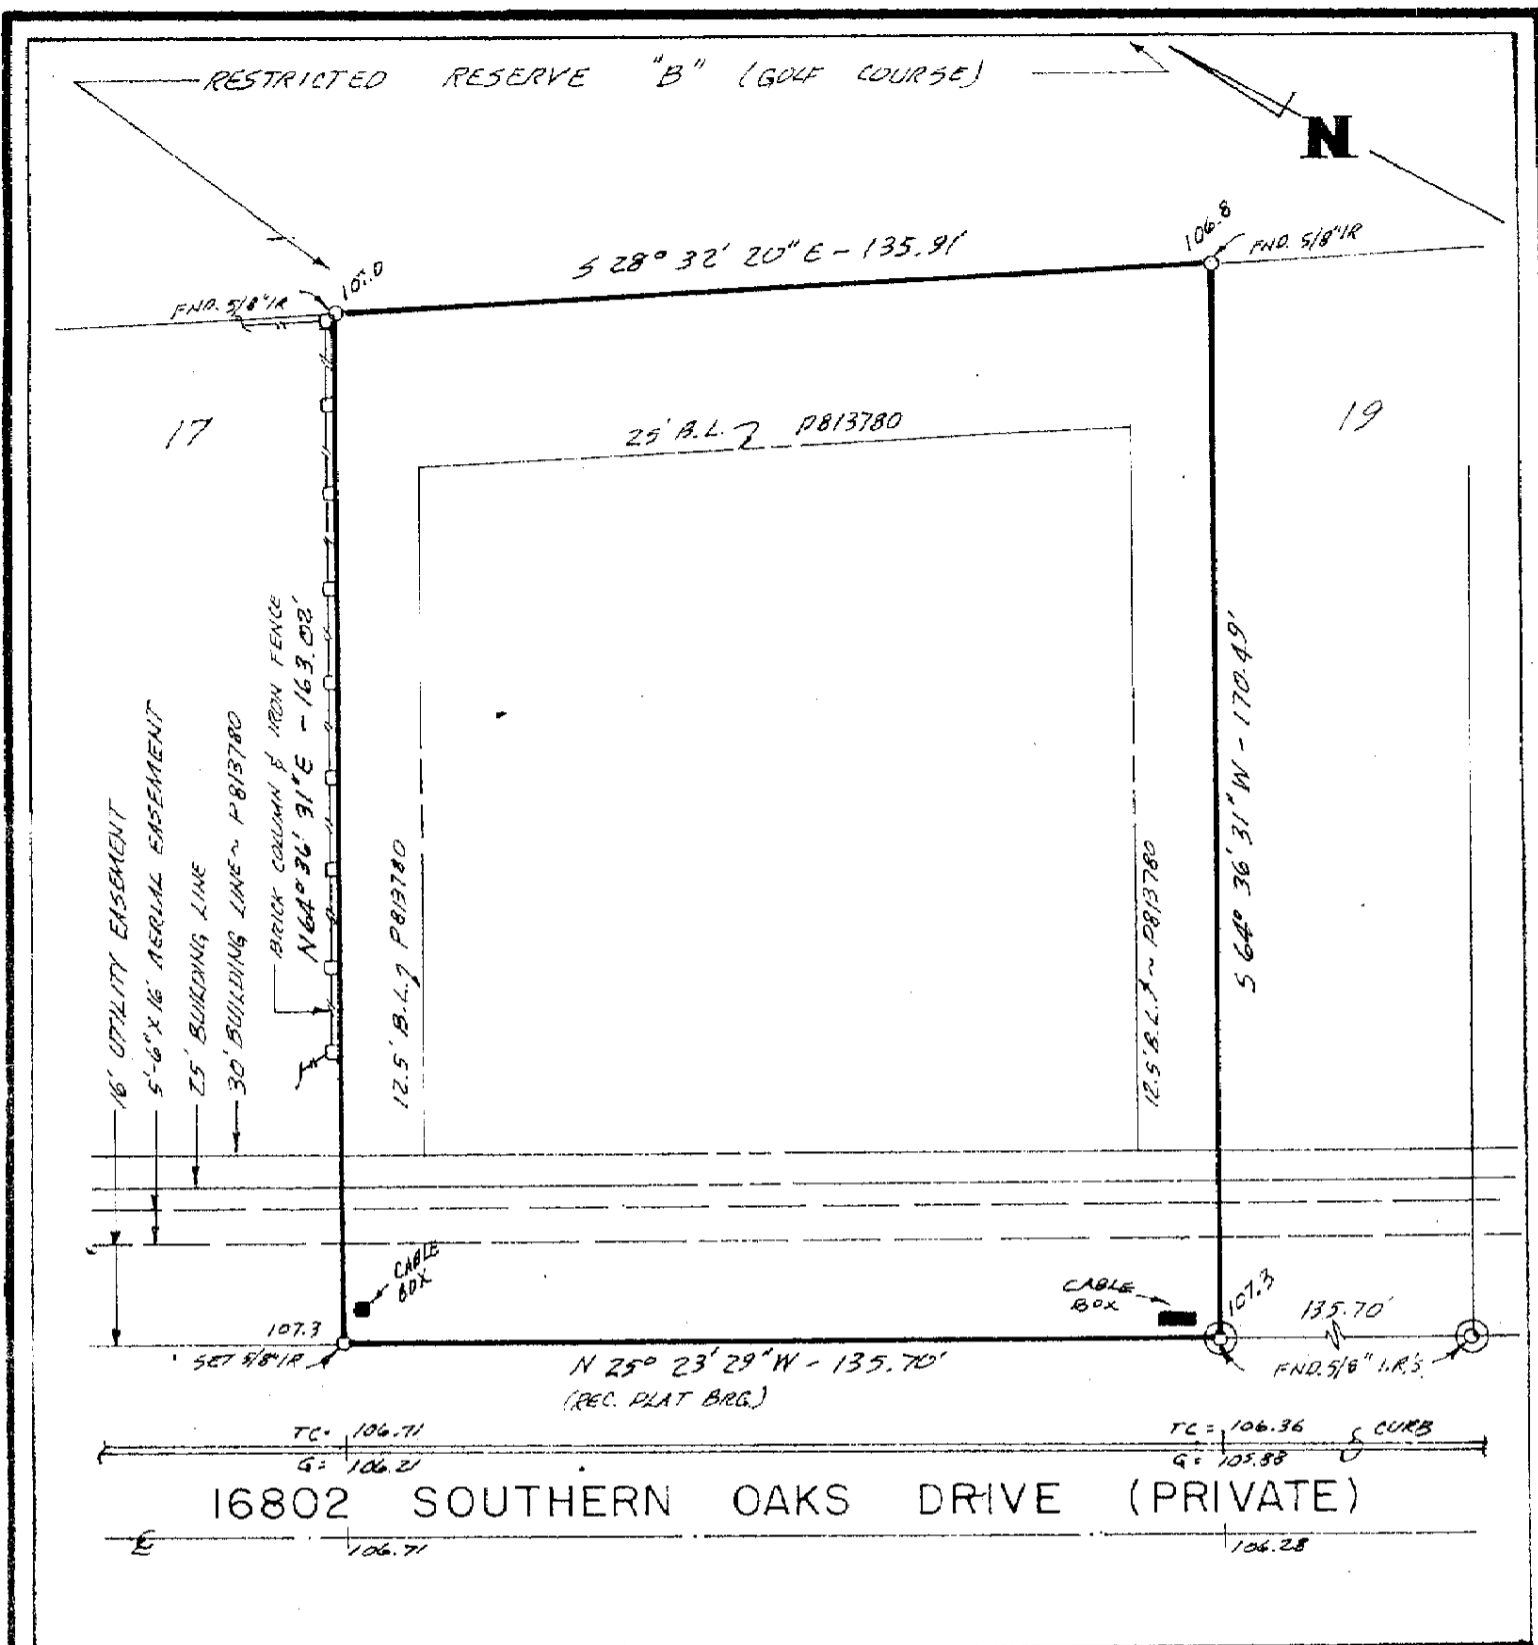 RESTRICTED RESERVE "B" (GOLF COURSE)
N
S 28° 32' 20" E - 135.91'
106.8
FND. 5/8" IR
FND. 5/8" IR
17
19
25' B.L. P813780
BRICK COLUMN & IRON FENCE
N 64° 36' 31" E - 163.02'
S 64° 36' 31" W - 170.49'
16' UTILITY EASEMENT
5'-6" X 16' AERIAL EASEMENT
25' BUILDING LINE
30' BUILDING LINE ~ P813780
12.5' B.L. P813780
12.5' B.L. ~ P813780
CABLE
BOX
CABLE
BOX
107.3
107.3
135.70'
SET 5/8" IR
N 25° 23' 29" W - 135.70'
FND. 5/8" I.R.'S.
(REC. PLAT BRG.)
TC= 106.71
TC = 106.36
CURB
G= 106.21
G= 105.88
16802 SOUTHERN OAKS DRIVE (PRIVATE)
106.71
106.28